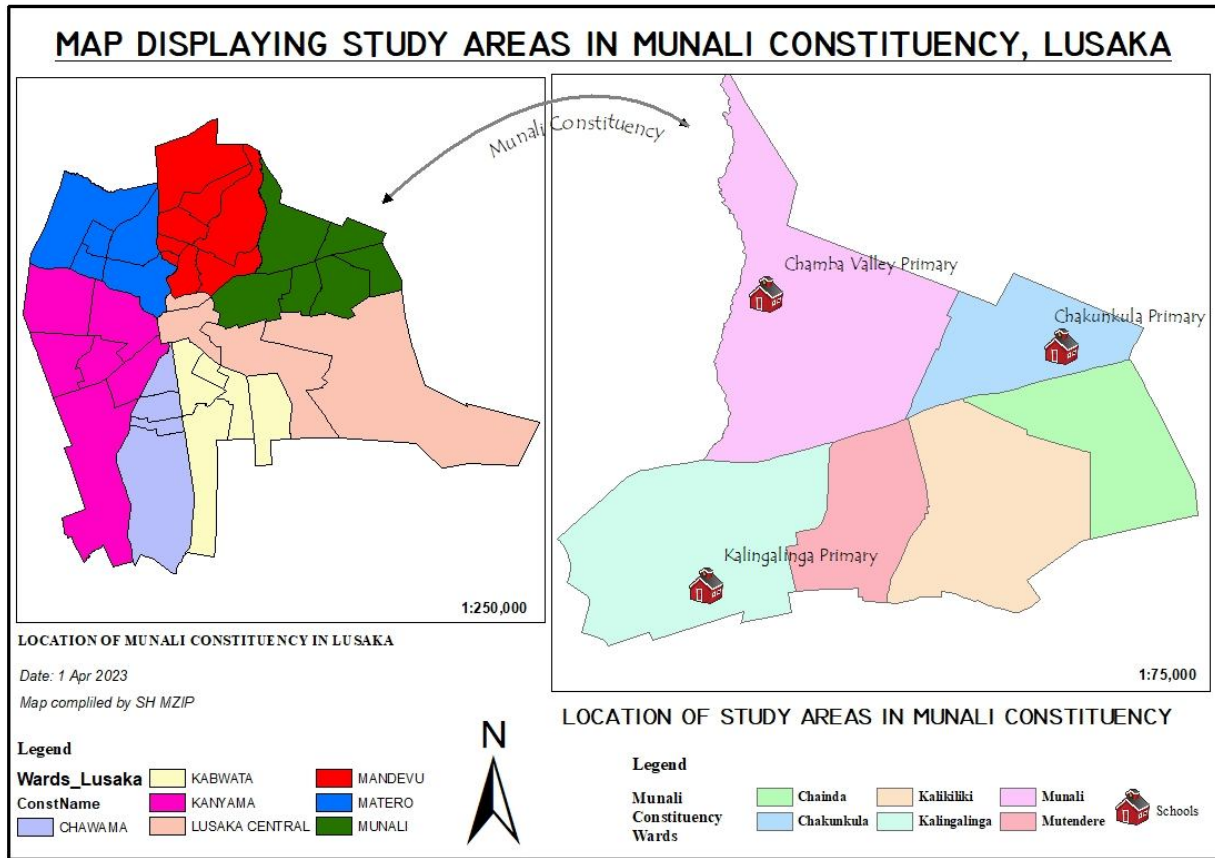 MAP DISPLAYING STUDY AREAS IN MUNALI CONSTITUENCY, LUSAKA
Munali Constituency
1:250,000
Chamba Valley Primary
Chakunkula Primary
Kalingalinga Primary
1:75,000
LOCATION OF MUNALI CONSTITUENCY IN LUSAKA
Date: 1 Apr 2023
Map compliled by SH MZIP
LOCATION OF STUDY AREAS IN MUNALI CONSTITUENCY
N
Legend
Wards_Lusaka
ConstName
CHAWAMA
KABWATA
KANYAMA
LUSAKA CENTRAL
MANDEVU
MATERO
MUNALI
Legend
Munali
Constituency
Wards
Chainda
Chakunkula
Kalikiliki
Kalingalinga
Munali
Mutendere
Schools